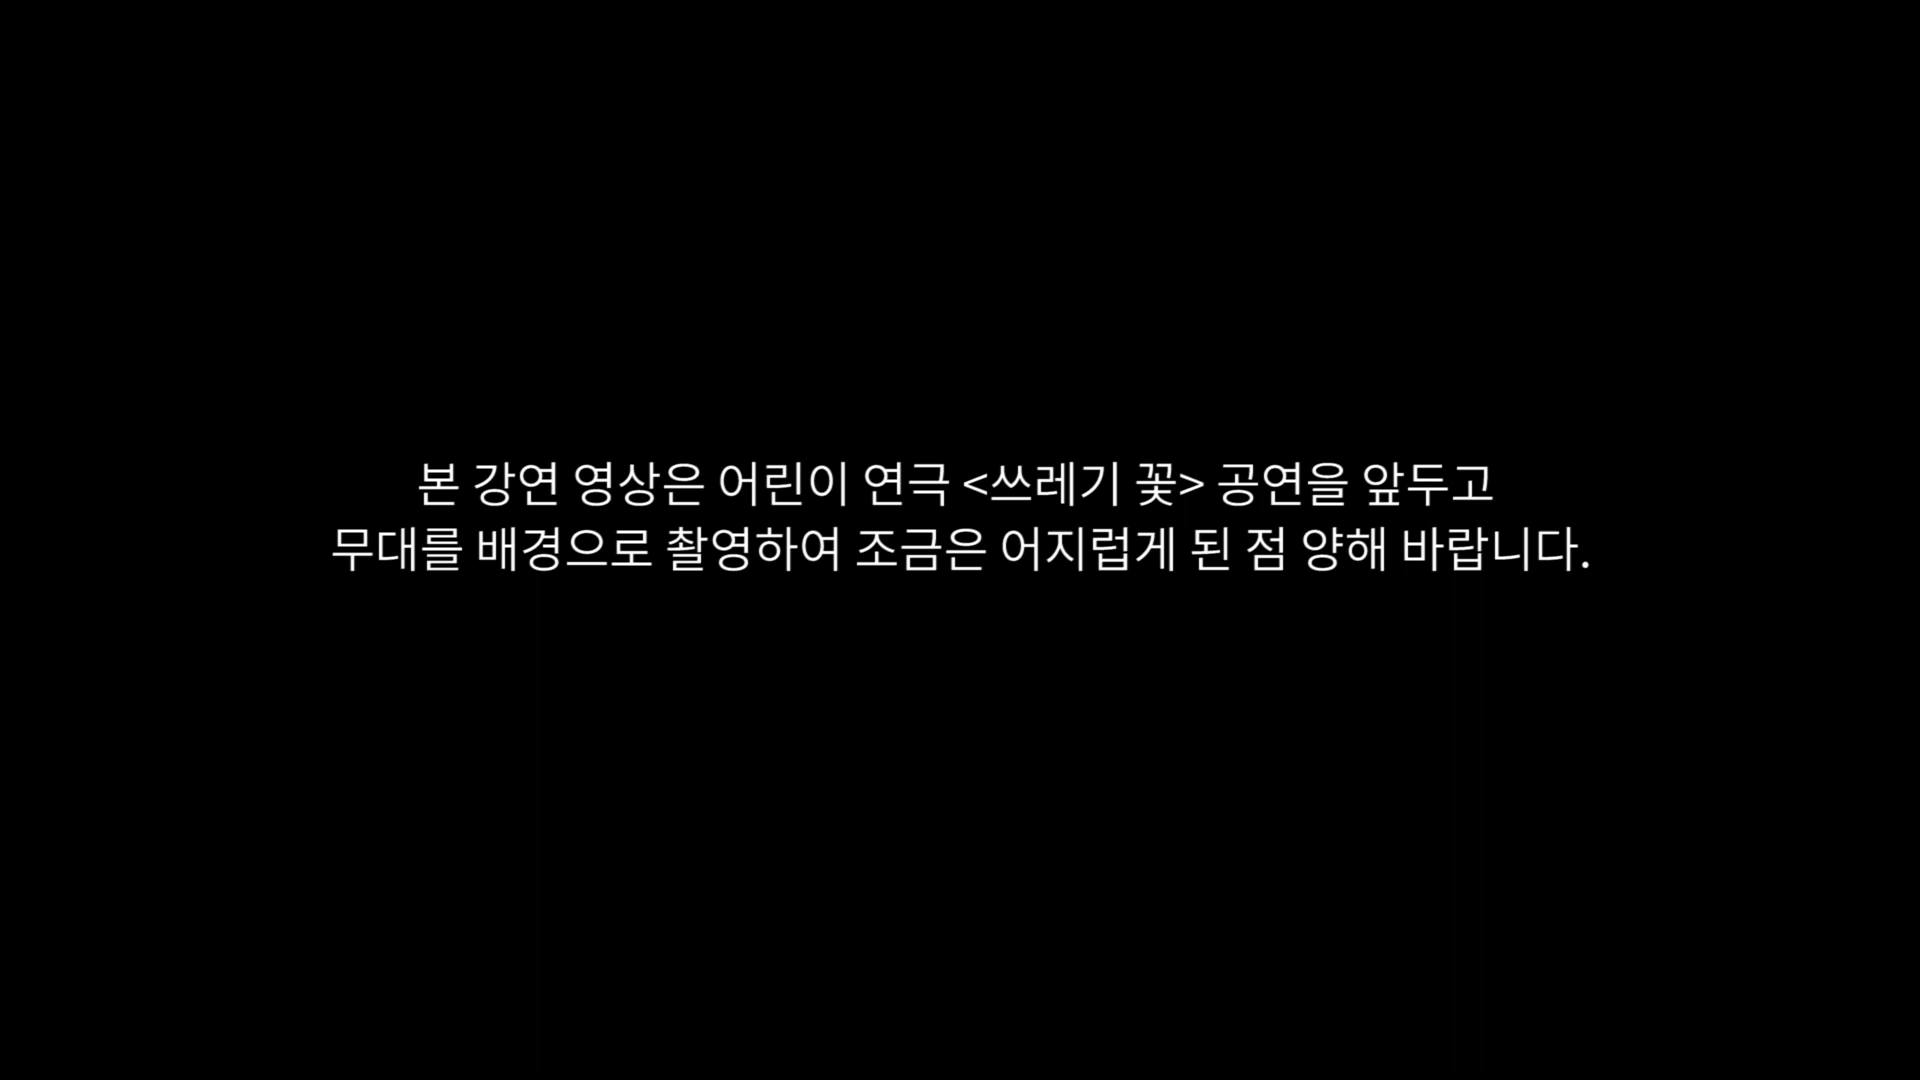 본 강연 영상은 어린이 연극 <쓰레기 꽃> 공연을 앞두고
무대를 배경으로 촬영하여 조금은 어지럽게 된 점 양해 바랍니다.